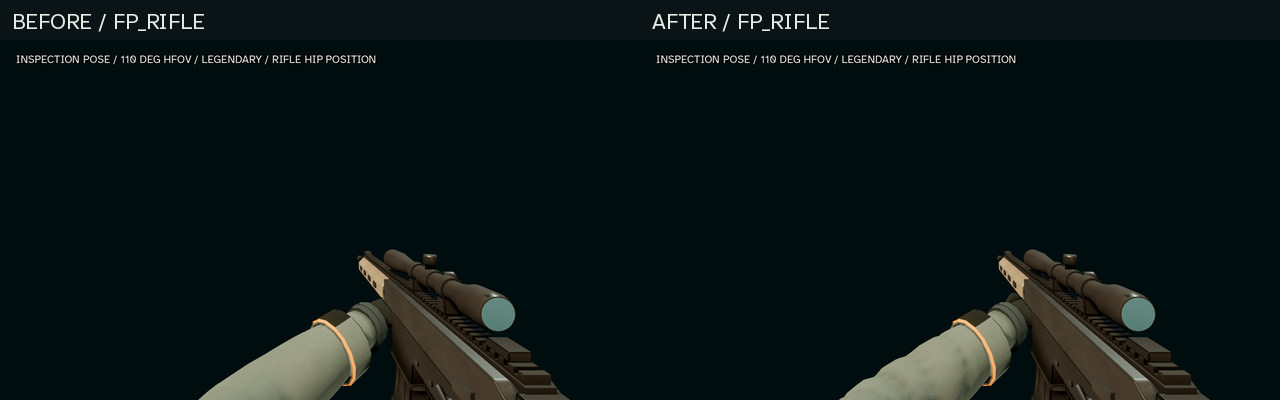 BEFORE / FP_RIFLE
AFTER / FP_RIFLE
INSPECTION POSE / 110 DEG HFOV / LEGENDARY / RIFLE HIP POSITION
INSPECTION POSE / 110 DEG HFOV / LEGENDARY / RIFLE HIP POSITION